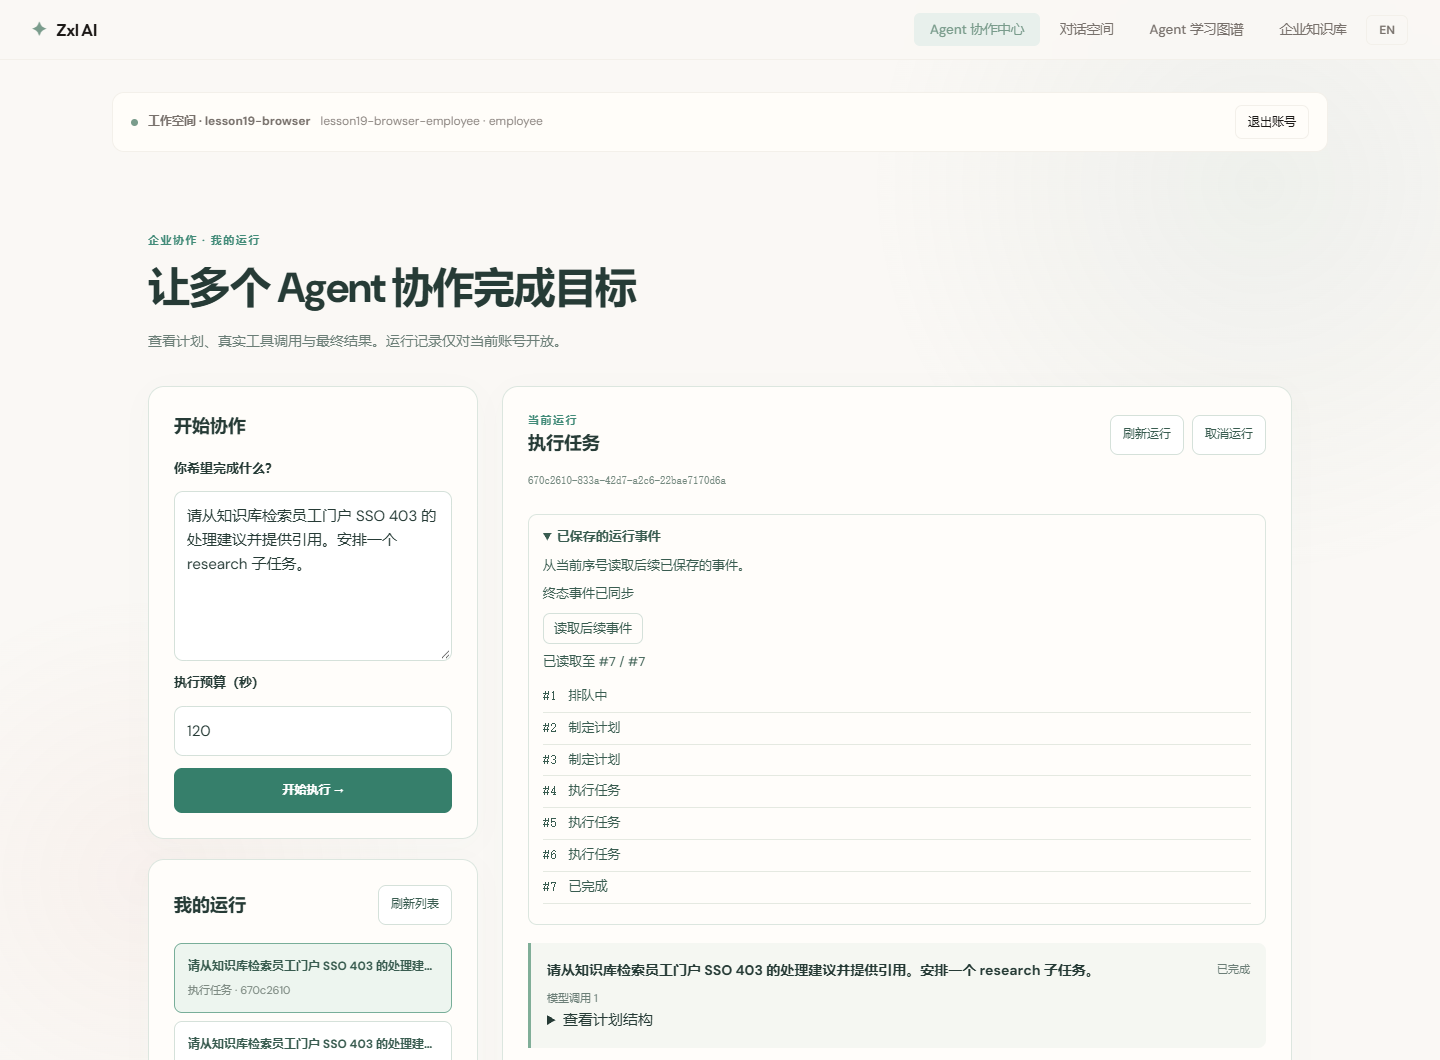 Zxl AI
Agent 协作中心
对话空间
Agent 学习图谱
企业知识库
EN
工作空间 · lesson19-browser lesson19-browser-employee · employee
退出账号
企业协作 · 我的运行
让多个 Agent 协作完成目标
查看计划、真实工具调用与最终结果。运行记录仅对当前账号开放。
开始协作
你希望完成什么？
请从知识库检索员工门户 SSO 403 的
处理建议并提供引用。安排一个
research 子任务。
执行预算（秒）
120
开始执行 →
我的运行
刷新列表
请从知识库检索员工门户 SSO 403 的处理建...
执行任务 · 670c2610
请从知识库检索员工门户 SSO 403 的处理建...
当前运行
执行任务
刷新运行
取消运行
670c2610-833a-42d7-a2c6-22bae7170d6a
▼ 已保存的运行事件
从当前序号读取后续已保存的事件。
终态事件已同步
读取后续事件
已读取至 #7 / #7
#1 排队中
#2 制定计划
#3 制定计划
#4 执行任务
#5 执行任务
#6 执行任务
#7 已完成
请从知识库检索员工门户 SSO 403 的处理建议并提供引用。安排一个 research 子任务。
已完成
模型调用 1
▶ 查看计划结构